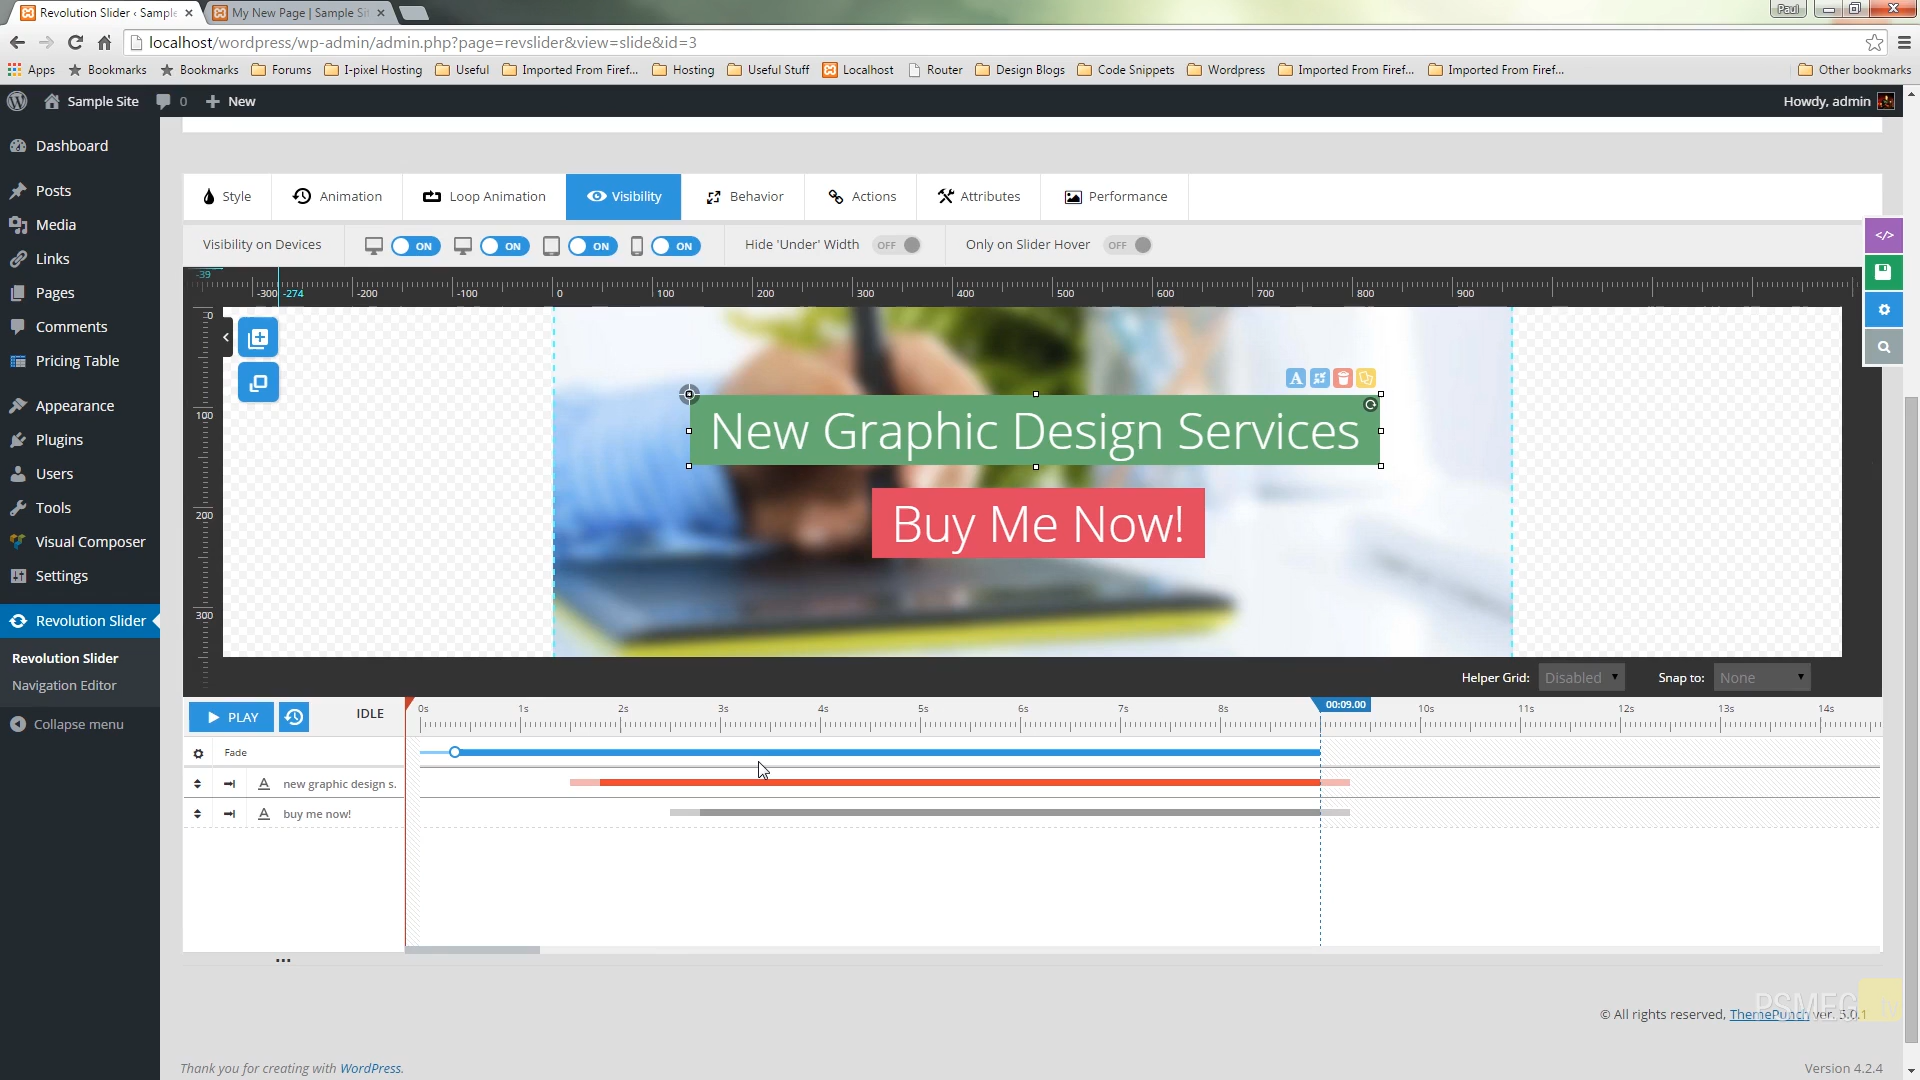 Revolution Slider ‹ Sample
My New Page | Sample Sit
Paul
localhost/wordpress/wp-admin/admin.php?page=revslider&view=slide&id=3
Apps
Bookmarks
Bookmarks
Forums
I-pixel Hosting
Useful
Imported From Firef...
Hosting
Useful Stuff
Localhost
Router
Design Blogs
Code Snippets
Wordpress
Imported From Firef...
Imported From Firef...
Other bookmarks
Sample Site
0
New
Howdy, admin
Dashboard
Posts
Media
Links
Pages
Comments
Pricing Table
Appearance
Plugins
Users
Tools
Visual Composer
Settings
Revolution Slider
Revolution Slider
Navigation Editor
Collapse menu
Style
Animation
Loop Animation
Visibility
Behavior
Actions
Attributes
Performance
Visibility on Devices
ON
ON
ON
ON
Hide 'Under' Width
OFF
Only on Slider Hover
OFF
-39
-300 -274 -200 -100 0 100 200 300 400 500 600 700 800 900
0
100
200
300
New Graphic Design Services
Buy Me Now!
Helper Grid: Disabled
Snap to: None
PLAY
IDLE
0s 1s 2s 3s 4s 5s 6s 7s 8s 00:09.00 10s 11s 12s 13s 14s
Fade
new graphic design s.
buy me now!
...
PSMEG
© All rights reserved, ThemePunch ver. 5.0.1
Thank you for creating with WordPress.
Version 4.2.4